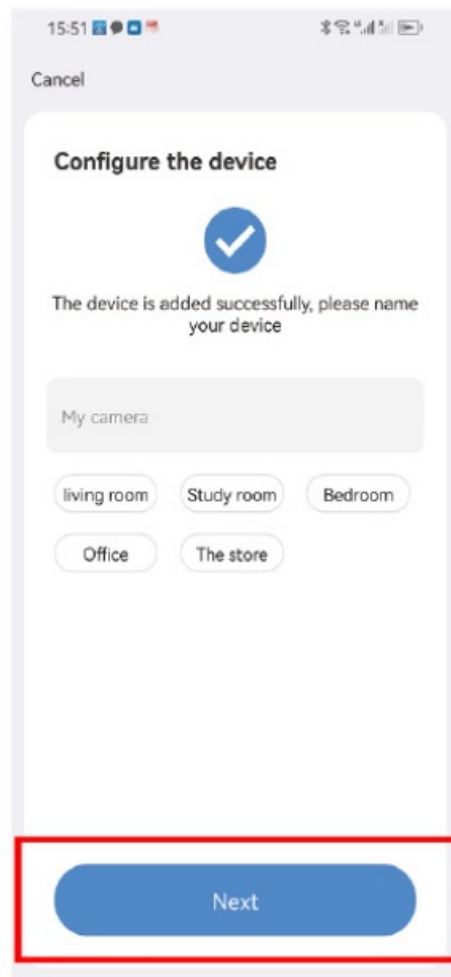 15:51
Cancel
Configure the device
The device is added successfully, please name
your device
My camera
living room Study room Bedroom
Office The store
Next